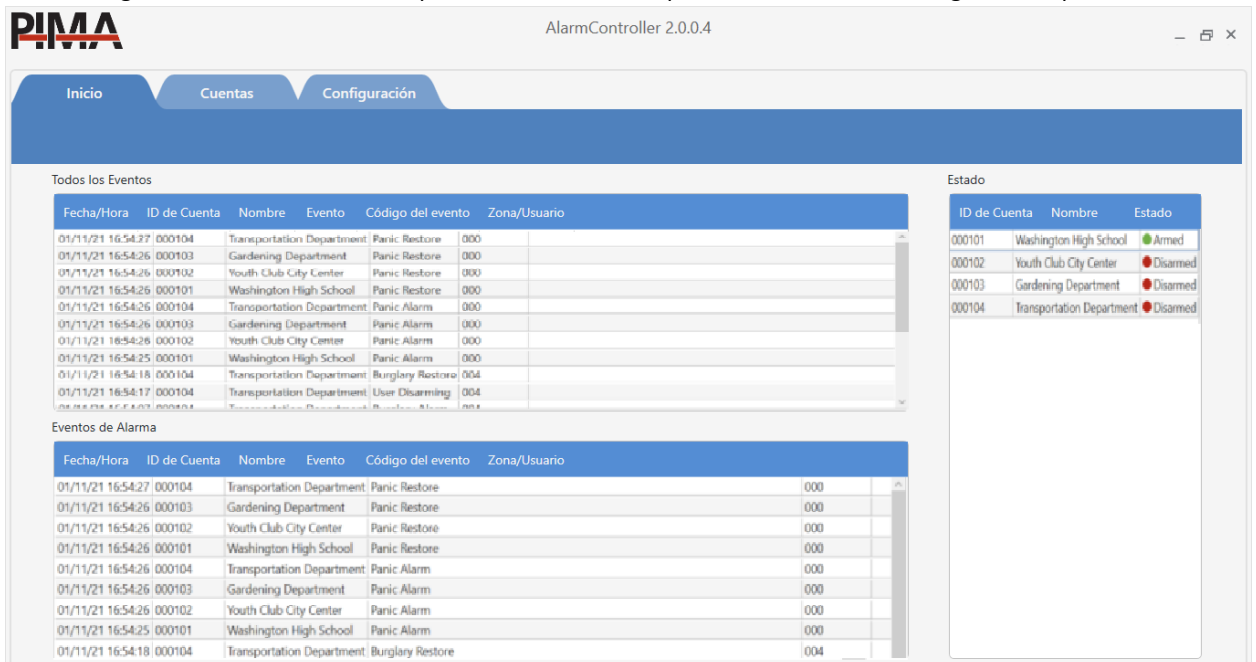 PIMA
AlarmController 2.0.0.4
Inicio Cuentas Configuración
Todos los Eventos
Fecha/Hora ID de Cuenta Nombre Evento Código del evento Zona/Usuario
01/11/21 16:54:27 000104 Transportation Department Panic Restore 000
01/11/21 16:54:26 000103 Gardening Department Panic Restore 000
01/11/21 16:54:26 000102 Youth Club City Center Panic Restore 000
01/11/21 16:54:26 000101 Washington High School Panic Restore 000
01/11/21 16:54:26 000104 Transportation Department Panic Alarm 000
01/11/21 16:54:26 000103 Gardening Department Panic Alarm 000
01/11/21 16:54:26 000102 Youth Club City Center Panic Alarm 000
01/11/21 16:54:25 000101 Washington High School Panic Alarm 000
01/11/21 16:54:18 000104 Transportation Department Burglary Restore 004
01/11/21 16:54:17 000104 Transportation Department User Disarming 004
Eventos de Alarma
Fecha/Hora ID de Cuenta Nombre Evento Código del evento Zona/Usuario
01/11/21 16:54:27 000104 Transportation Department Panic Restore 000
01/11/21 16:54:26 000103 Gardening Department Panic Restore 000
01/11/21 16:54:26 000102 Youth Club City Center Panic Restore 000
01/11/21 16:54:26 000101 Washington High School Panic Restore 000
01/11/21 16:54:26 000104 Transportation Department Panic Alarm 000
01/11/21 16:54:26 000103 Gardening Department Panic Alarm 000
01/11/21 16:54:26 000102 Youth Club City Center Panic Alarm 000
01/11/21 16:54:25 000101 Washington High School Panic Alarm 000
01/11/21 16:54:18 000104 Transportation Department Burglary Restore 004
Estado
ID de Cuenta Nombre Estado
000101 Washington High School Armed
000102 Youth Club City Center Disarmed
000103 Gardening Department Disarmed
000104 Transportation Department Disarmed